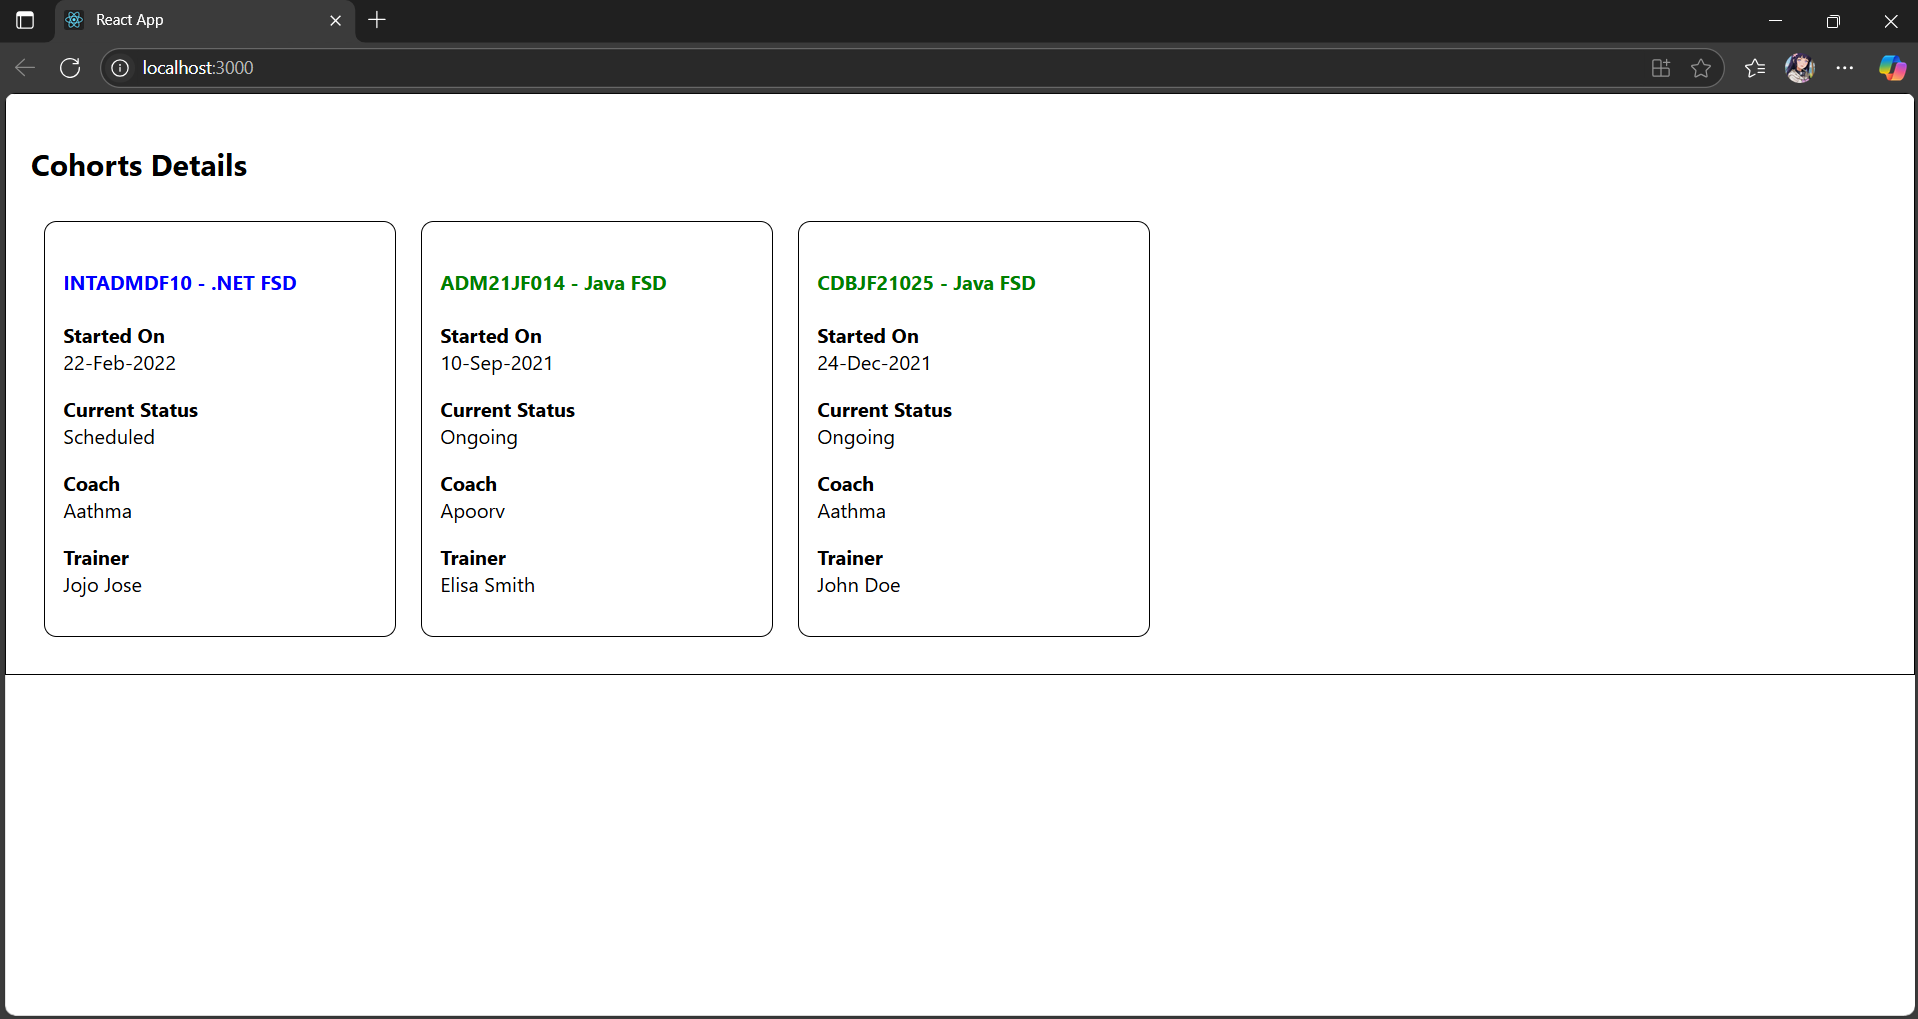 React App
localhost:3000
Cohorts Details
INTADMDF10 - .NET FSD
Started On
22-Feb-2022
Current Status
Scheduled
Coach
Aathma
Trainer
Jojo Jose
ADM21JF014 - Java FSD
Started On
10-Sep-2021
Current Status
Ongoing
Coach
Apoorv
Trainer
Elisa Smith
CDBJF21025 - Java FSD
Started On
24-Dec-2021
Current Status
Ongoing
Coach
Aathma
Trainer
John Doe